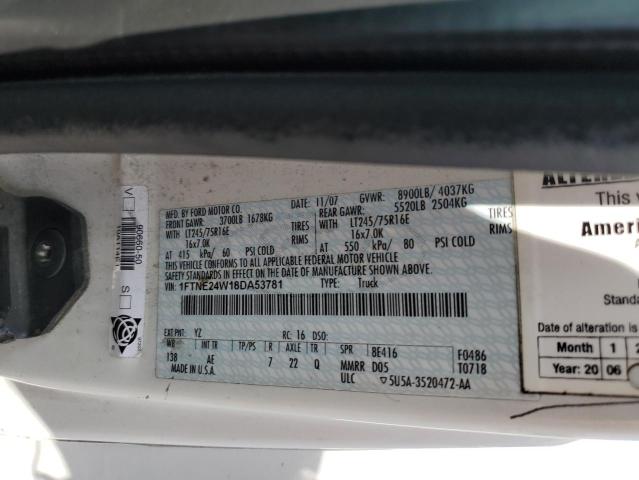 MFD. BY FORD MOTOR CO.
DATE: 11/07 GVWR: 8900LB/ 4037KG
FRONT GAWR: 3700LB 1678KG
REAR GAWR: 5520LB 2504KG
WITH LT245/75R16E TIRES
WITH LT245/75R16E TIRES
16x7.0K RIMS
16x7.0K RIMS
AT 415 kPa/ 60 PSI COLD
AT 550 kPa/ 80 PSI COLD
THIS VEHICLE CONFORMS TO ALL APPLICABLE FEDERAL MOTOR VEHICLE
SAFETY STANDARDS IN EFFECT ON THE DATE OF MANUFACTURE SHOWN ABOVE.
VIN: 1FTNE24W18DA53781 TYPE: Truck
EXT PNT: YZ RC: 16 DSO:
WB INT TR TP/PS R AXLE TR SPR 8E416 F0486
138 AE 7 22 Q MMRR D05 T0718
MADE IN U.S.A. ULC 5U5A-3520472-AA
V
S
This v
Ameri
Standa
Date of alteration is
Month 1
Year: 20 06